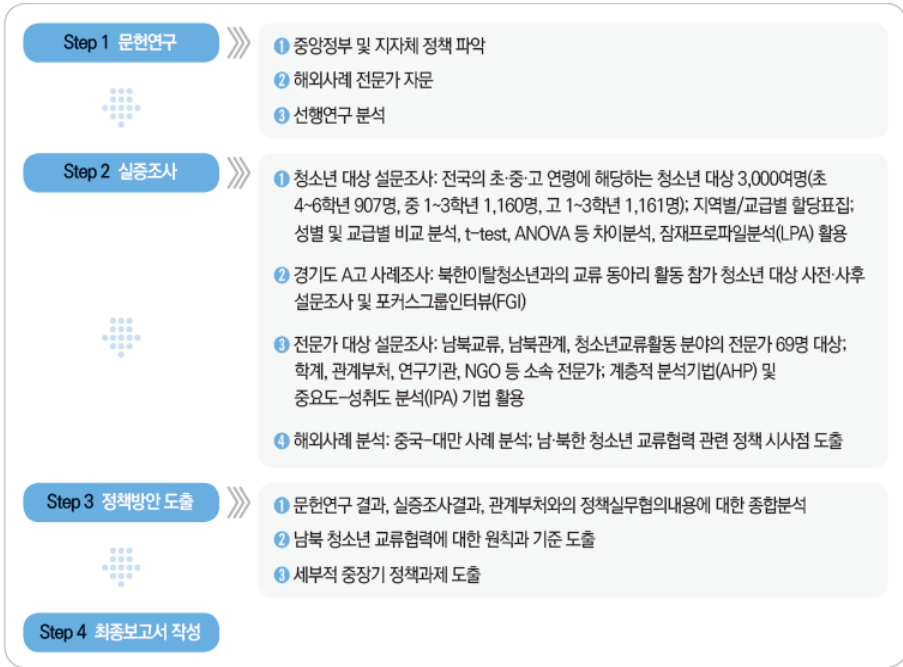 Step 1 문헌연구
❶ 중앙정부 및 지자체 정책 파악
❷ 해외사례 전문가 자문
❸ 선행연구 분석
Step 2 실증조사
❶ 청소년 대상 설문조사: 전국의 초·중·고 연령에 해당하는 청소년 대상 3,000여명(초
4~6학년 907명, 중 1~3학년 1,160명, 고 1~3학년 1,161명); 지역별/교급별 할당표집;
성별 및 교급별 비교 분석, t-test, ANOVA 등 차이분석, 잠재프로파일분석(LPA) 활용
❷ 경기도 A고 사례조사: 북한이탈청소년과의 교류 동아리 활동 참가 청소년 대상 사전·사후
설문조사 및 포커스그룹인터뷰(FGI)
❸ 전문가 대상 설문조사: 남북교류, 남북관계, 청소년교류활동 분야의 전문가 69명 대상;
학계, 관계부처, 연구기관, NGO 등 소속 전문가; 계층적 분석기법(AHP) 및
중요도-성취도 분석(IPA) 기법 활용
❹ 해외사례 분석: 중국-대만 사례 분석; 남·북한 청소년 교류협력 관련 정책 시사점 도출
Step 3 정책방안 도출
❶ 문헌연구 결과, 실증조사결과, 관계부처와의 정책실무협의내용에 대한 종합분석
❷ 남북 청소년 교류협력에 대한 원칙과 기준 도출
❸ 세부적 중장기 정책과제 도출
Step 4 최종보고서 작성